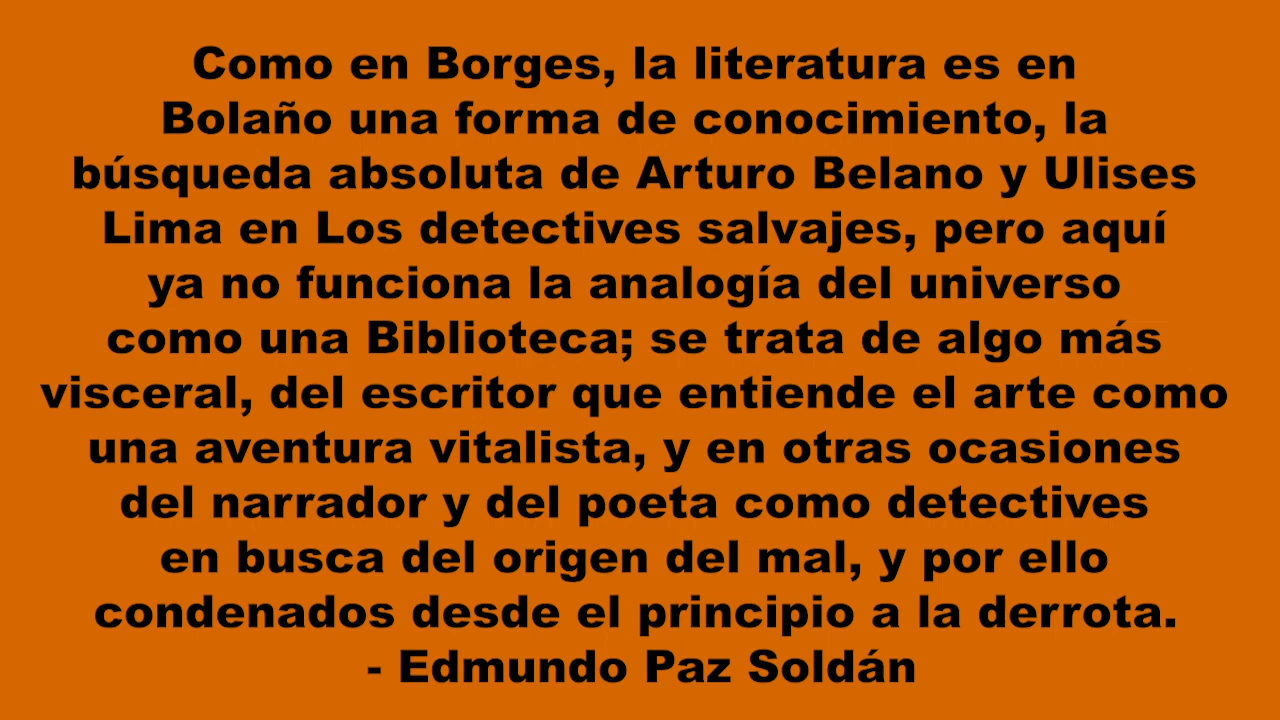 Como en Borges, la literatura es en
Bolaño una forma de conocimiento, la
búsqueda absoluta de Arturo Belano y Ulises
Lima en Los detectives salvajes, pero aquí
ya no funciona la analogía del universo
como una Biblioteca; se trata de algo más
visceral, del escritor que entiende el arte como
una aventura vitalista, y en otras ocasiones
del narrador y del poeta como detectives
en busca del origen del mal, y por ello
condenados desde el principio a la derrota.
- Edmundo Paz Soldán